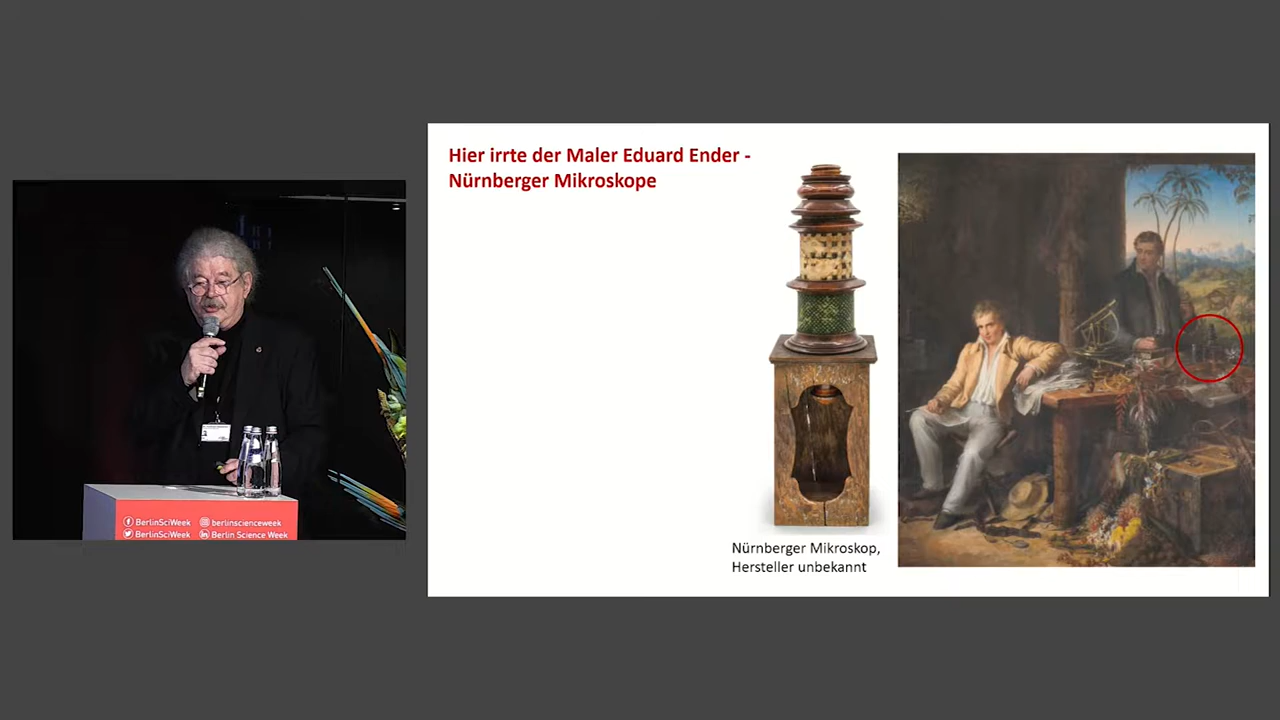 Hier irrte der Maler Eduard Ender -
Nürnberger Mikroskope
Nürnberger Mikroskop,
Hersteller unbekannt
BerlinSciWeek
berlinscienceweek
BerlinSciWeek
Berlin Science Week